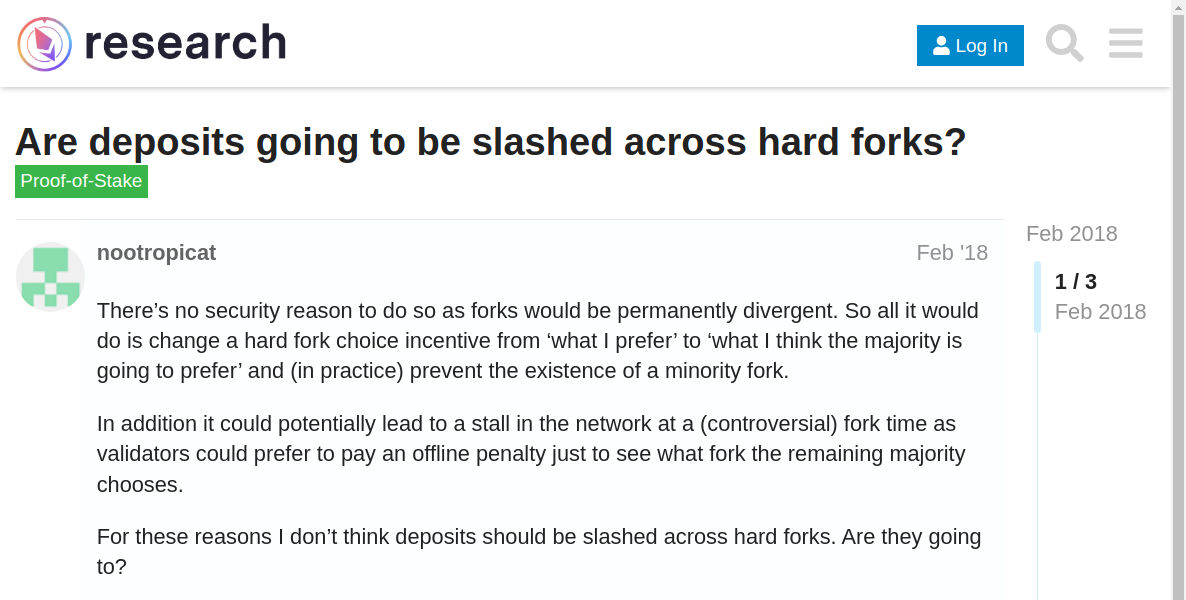 research
Log In
Are deposits going to be slashed across hard forks?
Proof-of-Stake
nootropicat
Feb '18
There’s no security reason to do so as forks would be permanently divergent. So all it would
do is change a hard fork choice incentive from ‘what I prefer’ to ‘what I think the majority is
going to prefer’ and (in practice) prevent the existence of a minority fork.
In addition it could potentially lead to a stall in the network at a (controversial) fork time as
validators could prefer to pay an offline penalty just to see what fork the remaining majority
chooses.
For these reasons I don’t think deposits should be slashed across hard forks. Are they going
to?
Feb 2018
1 / 3
Feb 2018